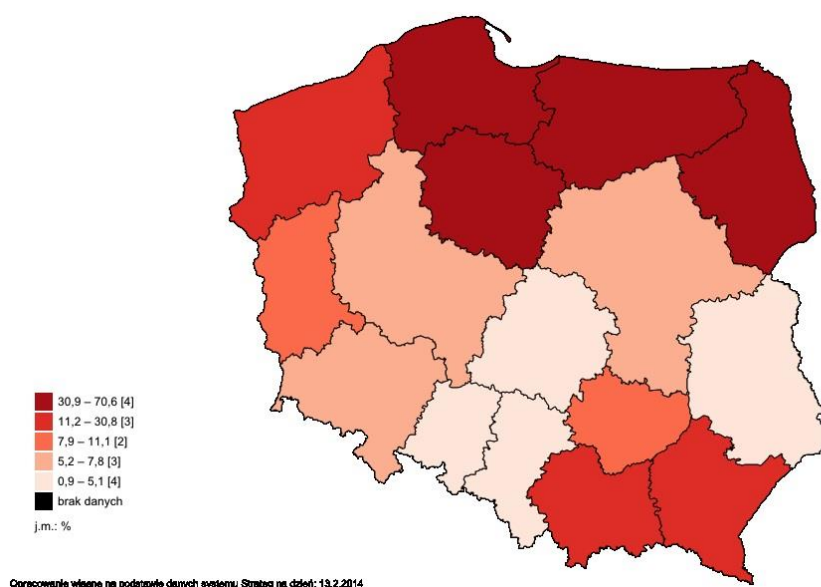 30,9 – 70,6 [4]
11,2 – 30,8 [3]
7,9 – 11,1 [2]
5,2 – 7,8 [3]
0,9 – 5,1 [4]
brak danych
j.m.: %
Opracowanie własne na podstawie danych systemu Strateg na dzień: 13.2.2014